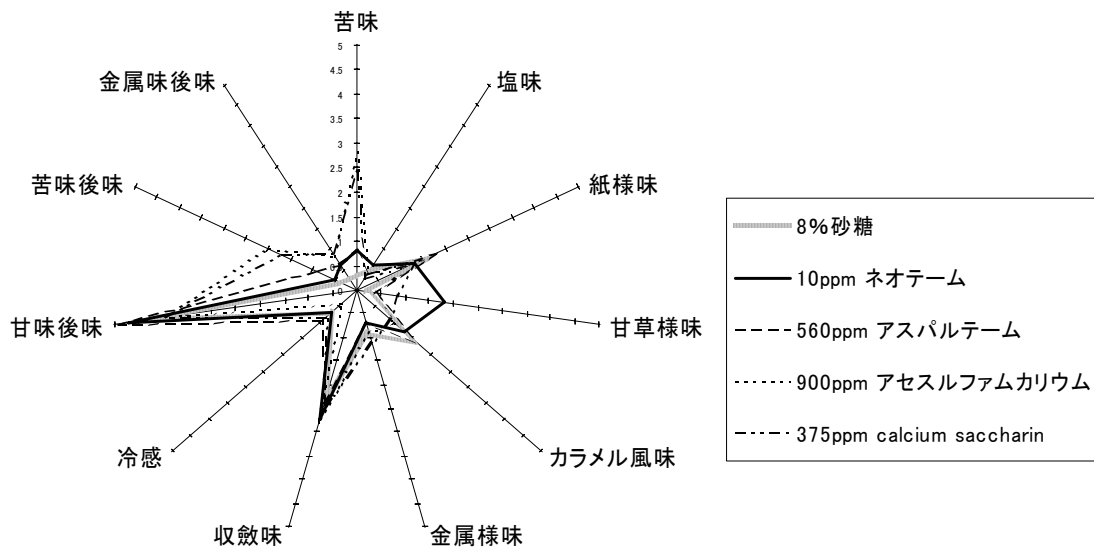 苦味
塩味
紙様味
甘草様味
カラメル風味
金属様味
収斂味
冷感
甘味後味
苦味後味
金属味後味
5
4.5
4
3.5
3
2.5
2
1.5
1
0
8%砂糖
10ppm ネオテーム
560ppm アスパルテーム
900ppm アセスルファムカリウム
375ppm calcium saccharin